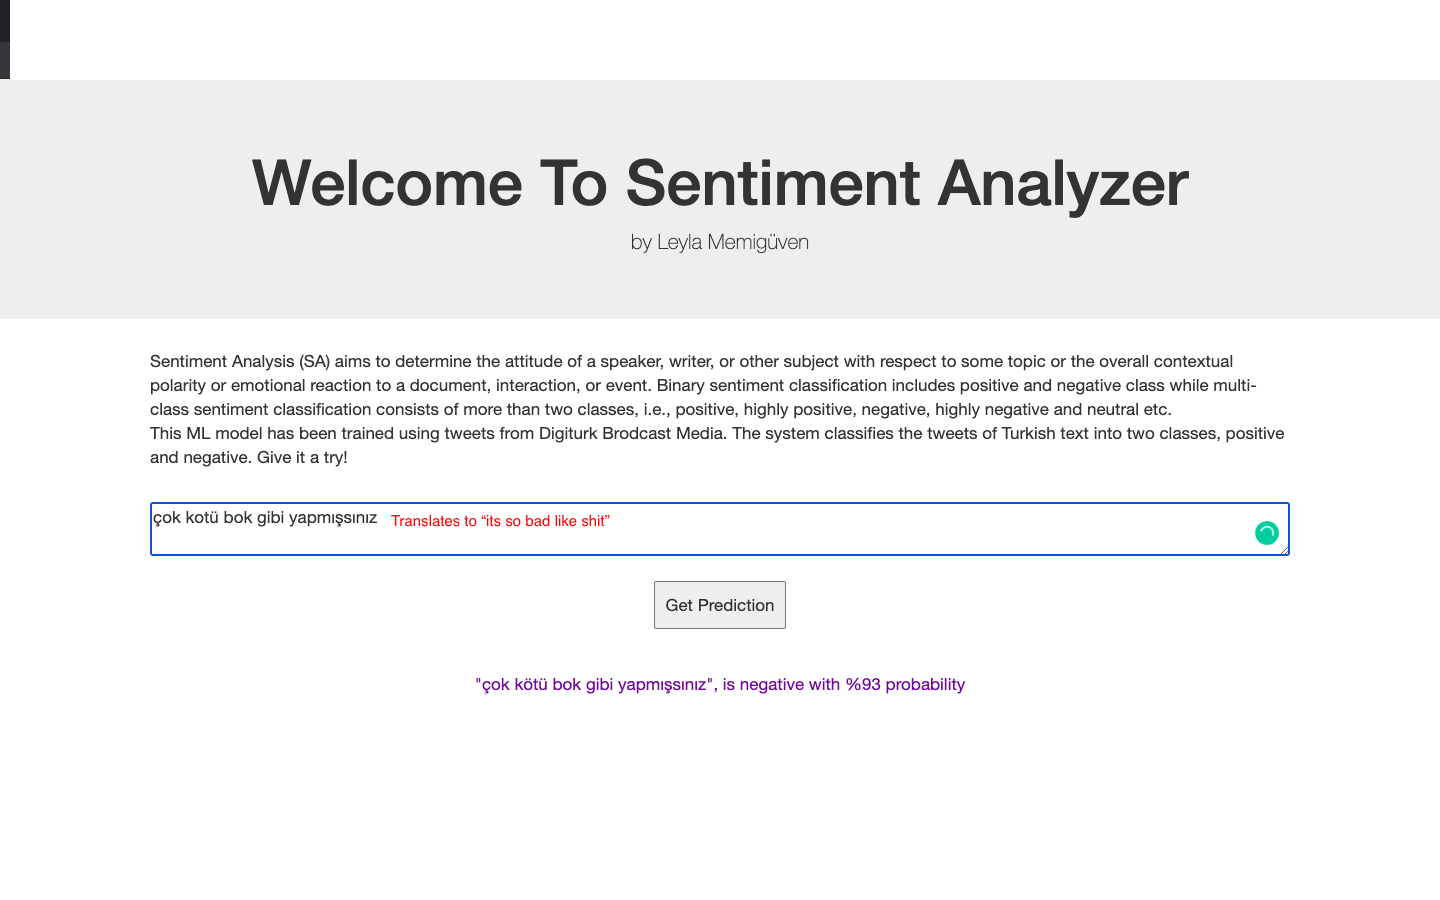 Welcome To Sentiment Analyzer
by Leyla Memigüven
Sentiment Analysis (SA) aims to determine the attitude of a speaker, writer, or other subject with respect to some topic or the overall contextual
polarity or emotional reaction to a document, interaction, or event. Binary sentiment classification includes positive and negative class while multi-
class sentiment classification consists of more than two classes, i.e., positive, highly positive, negative, highly negative and neutral etc.
This ML model has been trained using tweets from Digiturk Brodcast Media. The system classifies the tweets of Turkish text into two classes, positive
and negative. Give it a try!
çok kotü bok gibi yapmışsınız Translates to “its so bad like shit”
Get Prediction
"çok kötü bok gibi yapmışsınız", is negative with %93 probability